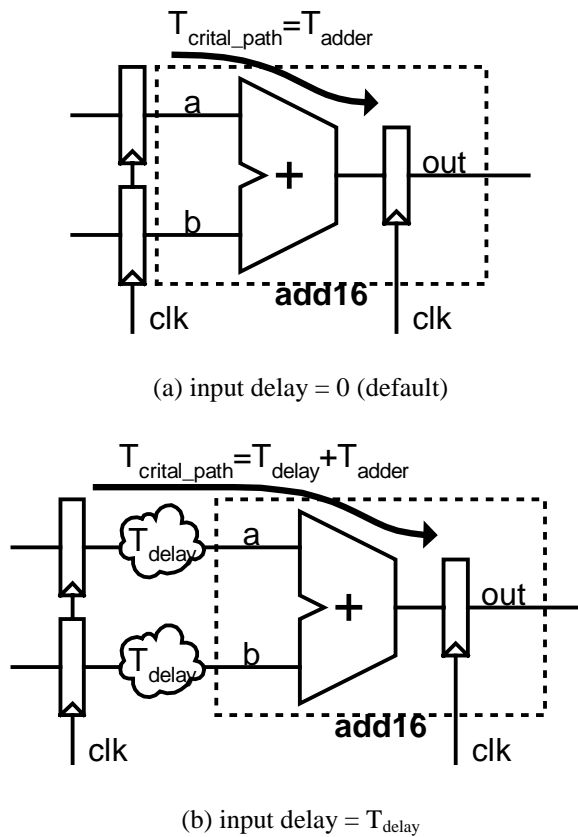 Tcrital_path=Tadder
a
+
out
b
add16
clk
clk
(a) input delay = 0 (default)
Tcrital_path=Tdelay+Tadder
Tdelay
a
+
out
Tdelay
b
add16
clk
clk
(b) input delay = Tdelay